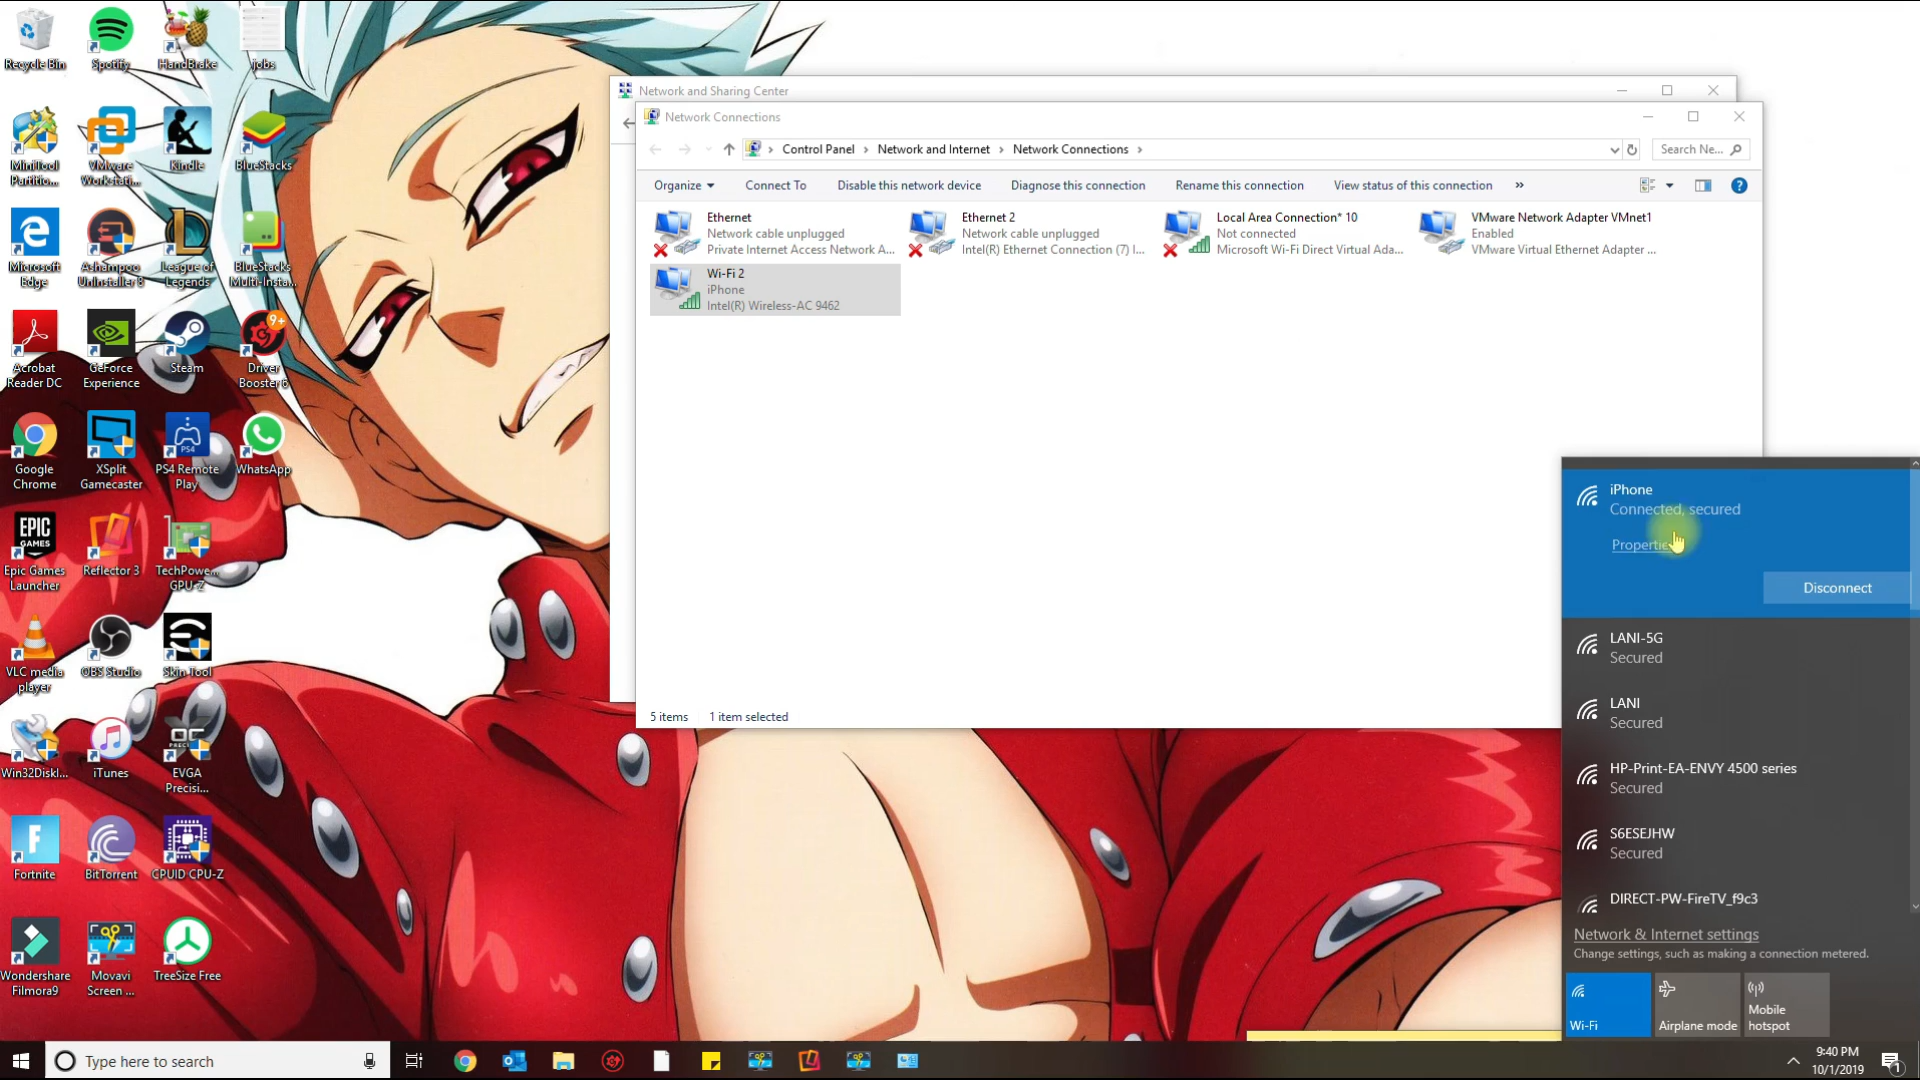 Recycle Bin
Spotify
HandBrake
jobs
MiniTool
Partitio...
VMware
Workstati...
Kindle
BlueStacks
Microsoft
Edge
Ashampoo
UnInstaller 8
League of
Legends
BlueStacks
Multi-Insta...
Acrobat
Reader DC
GeForce
Experience
Steam
9+
Driver
Booster 6
Google
Chrome
XSplit
Gamecaster
PS4
PS4 Remote
Play
WhatsApp
EPIC
GAMES
Epic Games
Launcher
Reflector 3
TechPowe...
GPU-Z
VLC media
player
OBS Studio
Skin-Tool
Win32DiskI...
iTunes
EVGA
Precisi...
Fortnite
BitTorrent
CPUID CPU-Z
Wondershare
Filmora9
Movavi
Screen ...
TreeSize Free
Network and Sharing Center
Network Connections
Control Panel > Network and Internet > Network Connections >
Search Ne...
Organize
Connect To
Disable this network device
Diagnose this connection
Rename this connection
View status of this connection
»
Ethernet
Network cable unplugged
Private Internet Access Network A...
Ethernet 2
Network cable unplugged
Intel(R) Ethernet Connection (7) I...
Local Area Connection* 10
Not connected
Microsoft Wi-Fi Direct Virtual Ada...
VMware Network Adapter VMnet1
Enabled
VMware Virtual Ethernet Adapter ...
Wi-Fi 2
iPhone
Intel(R) Wireless-AC 9462
5 items
1 item selected
iPhone
Connected, secured
Disconnect
LANI-5G
Secured
LANI
Secured
HP-Print-EA-ENVY 4500 series
Secured
S6ESEJHW
Secured
DIRECT-PW-FireTV_f9c3
Network & Internet settings
Change settings, such as making a connection metered.
Wi-Fi
Airplane mode
Mobile
hotspot
Type here to search
9:40 PM
10/1/2019
1